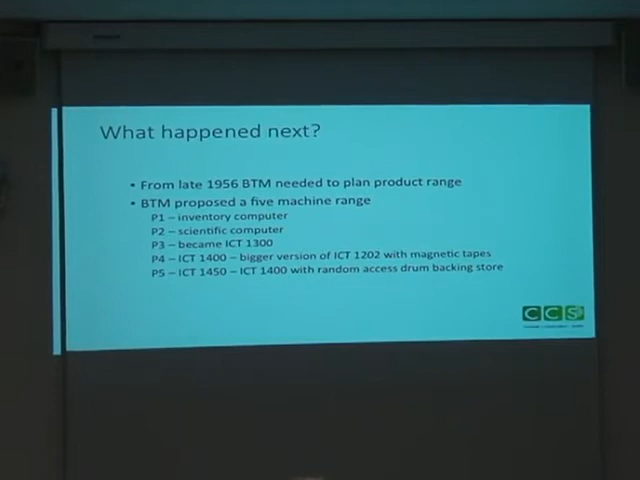 What happened next?
• From late 1956 BTM needed to plan product range
• BTM proposed a five machine range
P1 – inventory computer
P2 – scientific computer
P3 – became ICT 1300
P4 – ICT 1400 – bigger version of ICT 1202 with magnetic tapes
P5 – ICT 1450 – ICT 1400 with random access drum backing store
CCS